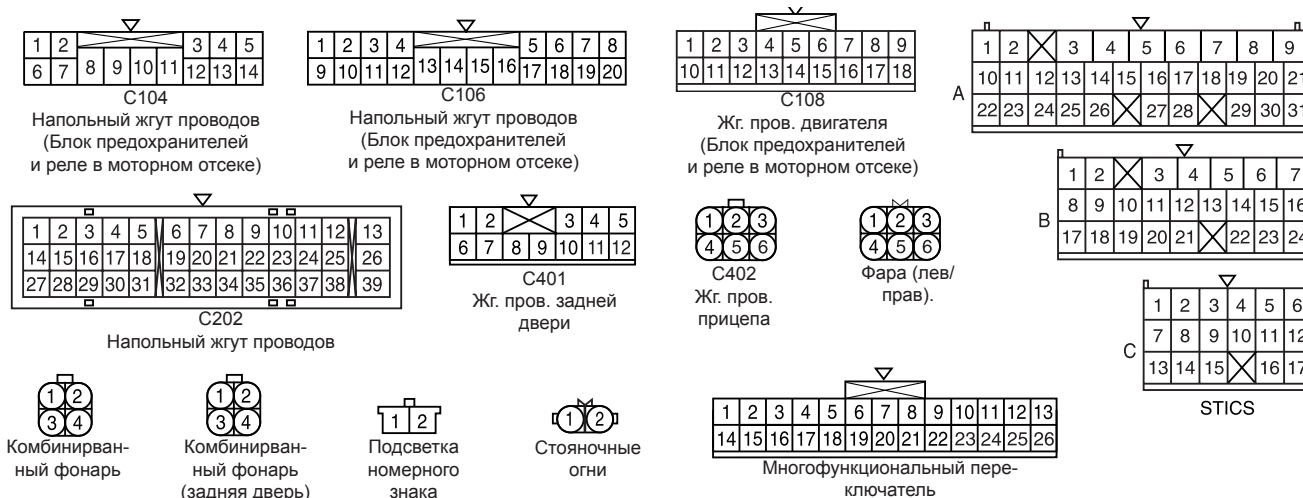 1 2 3 4 5
6 7 8 9 10 11 12 13 14
C104
Напольный жгут проводов
(Блок предохранителей
и реле в моторном отсеке)
1 2 3 4 5 6 7 8
9 10 11 12 13 14 15 16 17 18 19 20
C106
Напольный жгут проводов
(Блок предохранителей
и реле в моторном отсеке)
1 2 3 4 5 6 7 8 9
10 11 12 13 14 15 16 17 18
C108
Жг. пров. двигателя
(Блок предохранителей
и реле в моторном отсеке)
A
1 2 3 4 5 6 7 8 9
10 11 12 13 14 15 16 17 18 19 20 21
22 23 24 25 26 27 28 29 30 31
B
1 2 3 4 5 6 7
8 9 10 11 12 13 14 15 16
17 18 19 20 21 22 23 24
C
1 2 3 4 5 6
7 8 9 10 11 12
13 14 15 16 17
STICS
1 2 3 4 5 6 7 8 9 10 11 12 13
14 15 16 17 18 19 20 21 22 23 24 25 26
27 28 29 30 31 32 33 34 35 36 37 38 39
C202
Напольный жгут проводов
1 2 3 4 5
6 7 8 9 10 11 12
C401
Жг. пров. задней
двери
1 2 3
4 5 6
C402
Жг. пров.
прицепа
1 2 3
4 5 6
Фара (лев/
прав).
1 2
3 4
Комбинирван-
ный фонарь
1 2
3 4
Комбинирван-
ный фонарь
(задняя дверь)
1 2
Подсветка
номерного
знака
1 2
Стояночные
огни
1 2 3 4 5 6 7 8 9 10 11 12 13
14 15 16 17 18 19 20 21 22 23 24 25 26
Многофункциональный пере-
ключатель